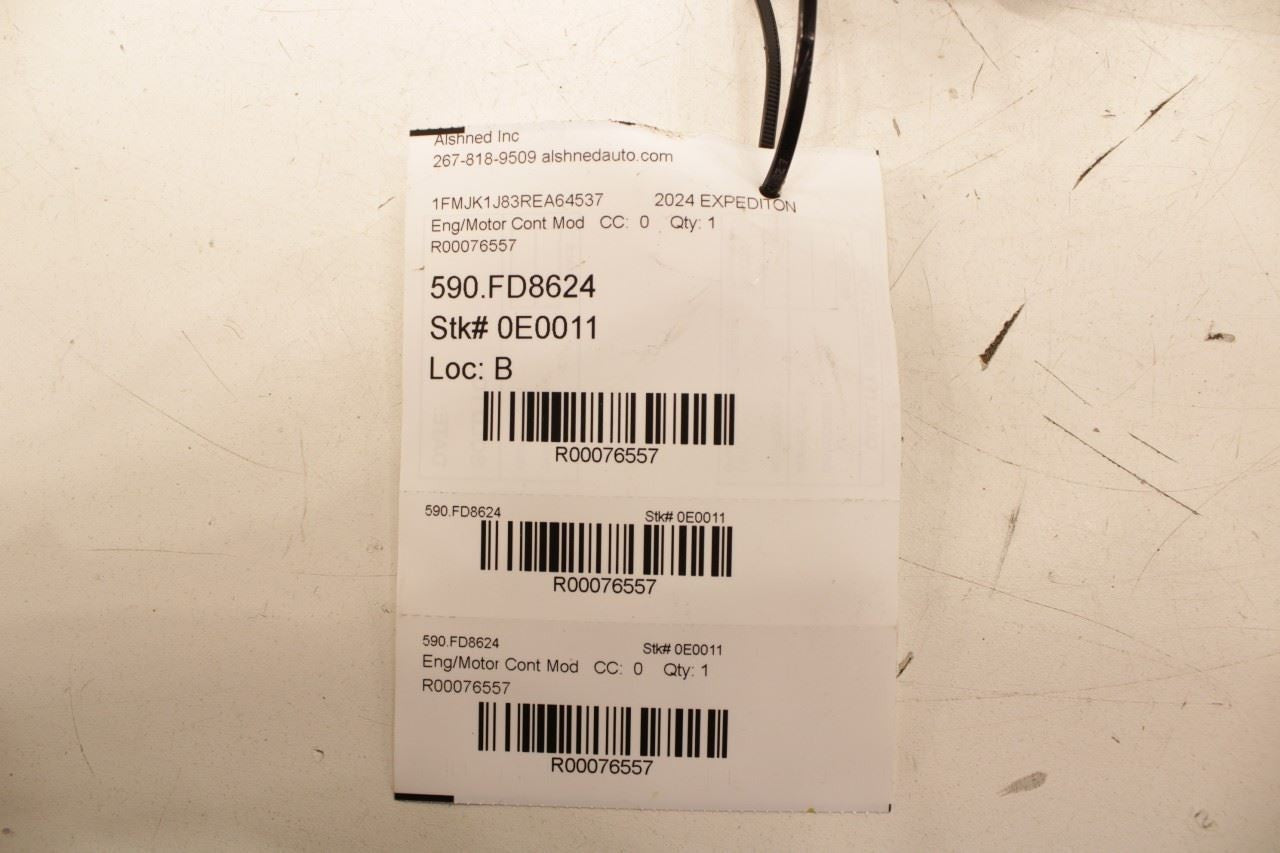 Alshned Inc
267-818-9509 alshnedauto.com
1FMJK1J83REA64537 2024 EXPEDITON
Eng/Motor Cont Mod CC: 0 Qty: 1
R00076557
590.FD8624
Stk# 0E0011
Loc: B
R00076557
590.FD8624 Stk# 0E0011
R00076557
590.FD8624 Stk# 0E0011
Eng/Motor Cont Mod CC: 0 Qty: 1
R00076557
R00076557